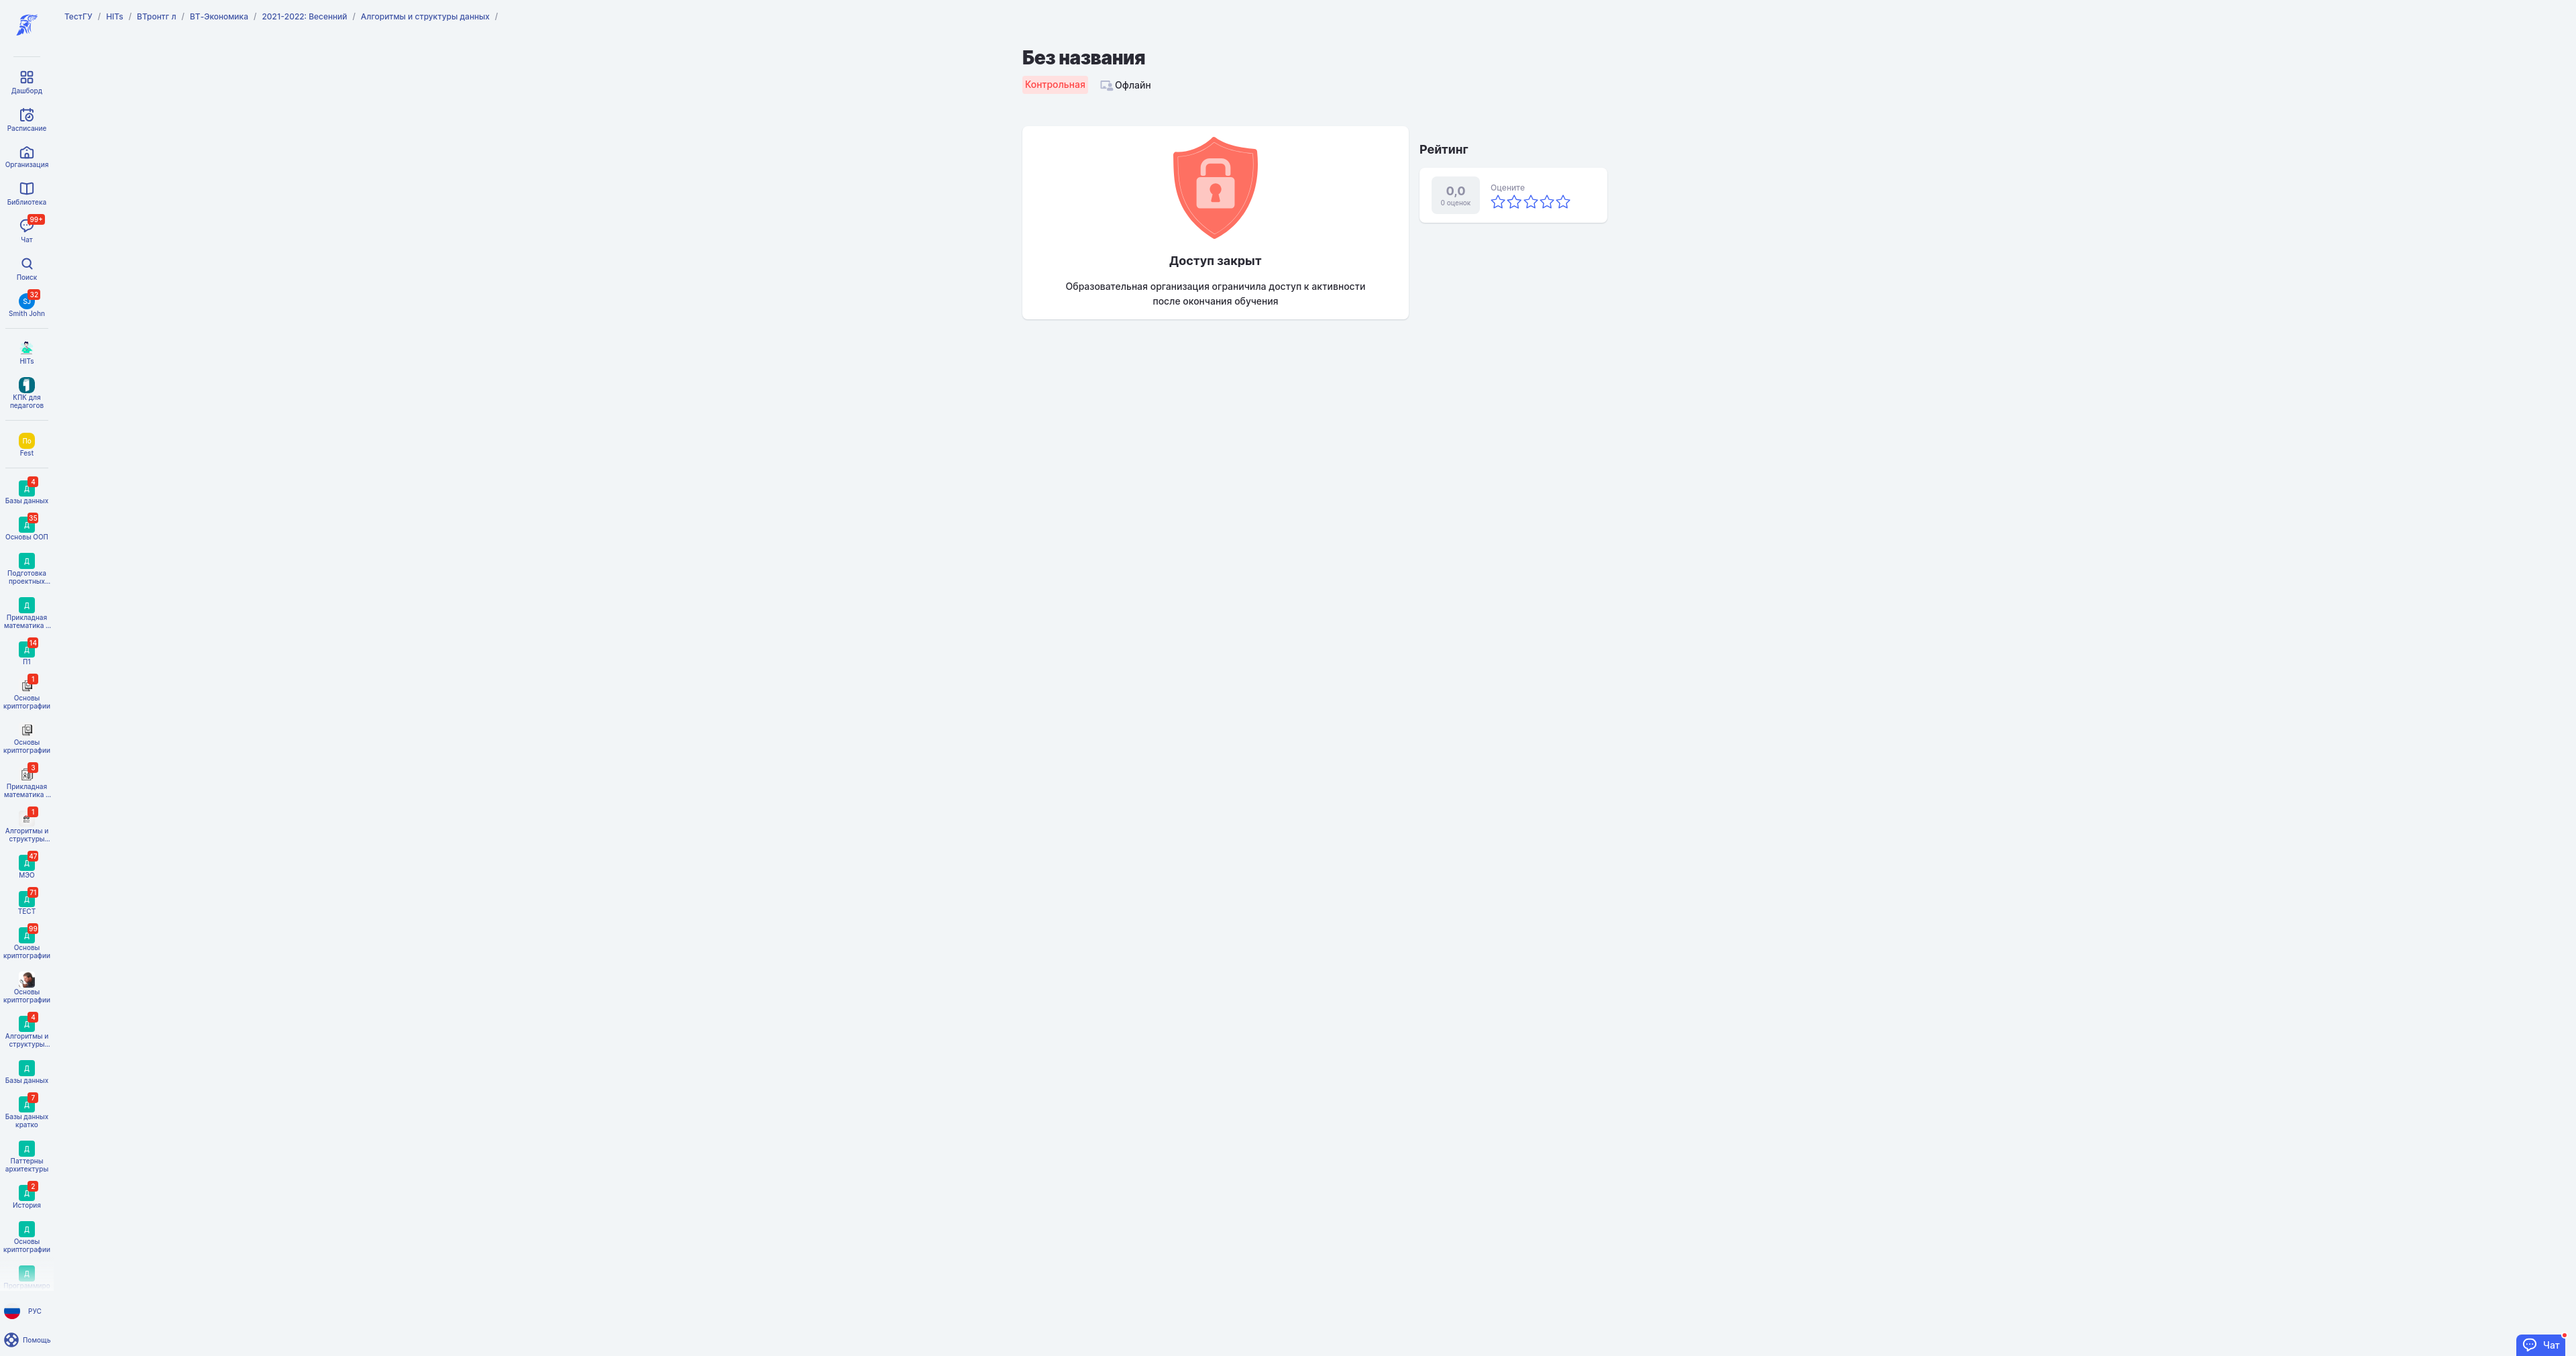 ТестГУ / HITs / ВТронтг л / ВТ-Экономика / 2021-2022: Весенний / Алгоритмы и структуры данных /
Дашборд
Расписание
Организация
Библиотека
99+
Чат
Поиск
32
SJ
Smith John
HITs
КПК для
педагогов
Па
Fest
4
Д
Базы данных
35
Д
Основы ООП
Д
Подготовка
проектных...
Д
Прикладная
математика ...
14
Д
П1
1
Основы
криптографии
Основы
криптографии
3
Прикладная
математика ...
1
Алгоритмы и
структуры...
47
Д
МЭО
71
Д
ТЕСТ
99
Д
Основы
криптографии
Основы
криптографии
4
Д
Алгоритмы и
структуры...
Д
Базы данных
7
Д
Базы данных
кратко
Д
Паттерны
архитектуры
2
Д
История
Д
Основы
криптографии
Д
РУС
Помощь
Без названия
Контрольная
Офлайн
Доступ закрыт
Образовательная организация ограничила доступ к активности
после окончания обучения
Рейтинг
0,0
0 оценок
Оцените
Чат